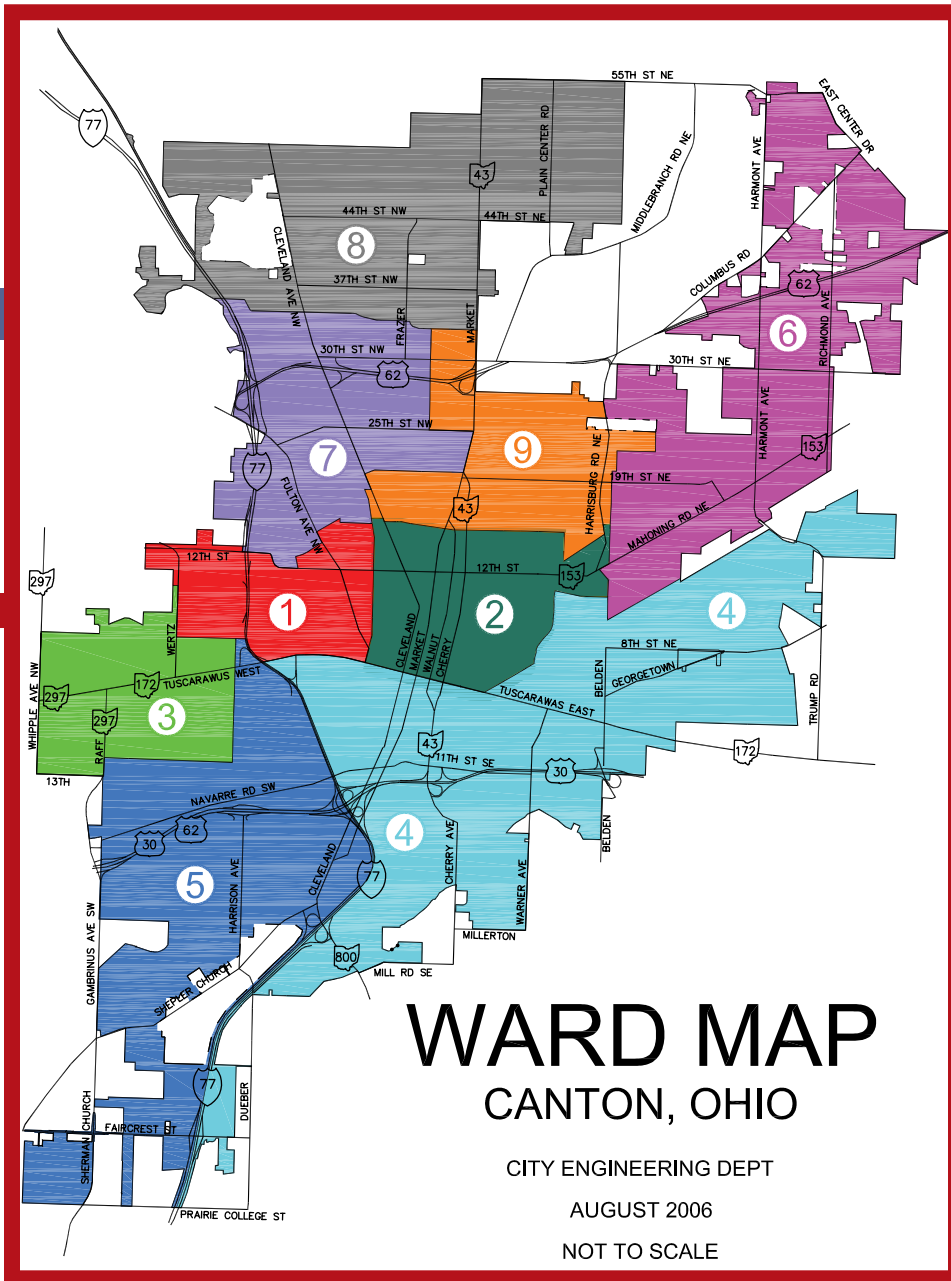 55TH ST NE
EAST CENTER DR
77
PLAIN CENTER RD
MIDDLEBRANCH RD NE
HARMONT AVE
43
44TH ST NW
44TH ST NE
8
CLEVELAND AVE NW
COLUMBUS RD
37TH ST NW
62
FRAZER
MARKET
6
RICHMOND AVE
30TH ST NW
62
30TH ST NE
HARMONT AVE
25TH ST NW
7
9
153
77
FULTON AVE NW
HARRISBURG RD NE
19TH ST NE
43
MAHONING RD NE
12TH ST
12TH ST
153
297
1
2
4
WERTZ
CLEVELAND
MARKET
WALNUT
CHERRY
8TH ST NE
GEORGETOWN
BELDEN
172
TUSCARAWUS WEST
297
WHIPPLE AVE NW
3
297
RAFF
TUSCARAWAS EAST
TRUMP RD
43
172
13TH
11TH ST SE
30
NAVARRE RD SW
62
30
4
BELDEN
5
HARRISON AVE
CLEVELAND
77
CHERRY AVE
WARNER AVE
GAMBRINUS AVE SW
MILLERTON
800
MILL RD SE
SHEPLER CHURCH
WARD MAP
CANTON, OHIO
77
DUEBER
SHERMAN CHURCH
FAIRCREST ST
CITY ENGINEERING DEPT
AUGUST 2006
PRAIRIE COLLEGE ST
NOT TO SCALE